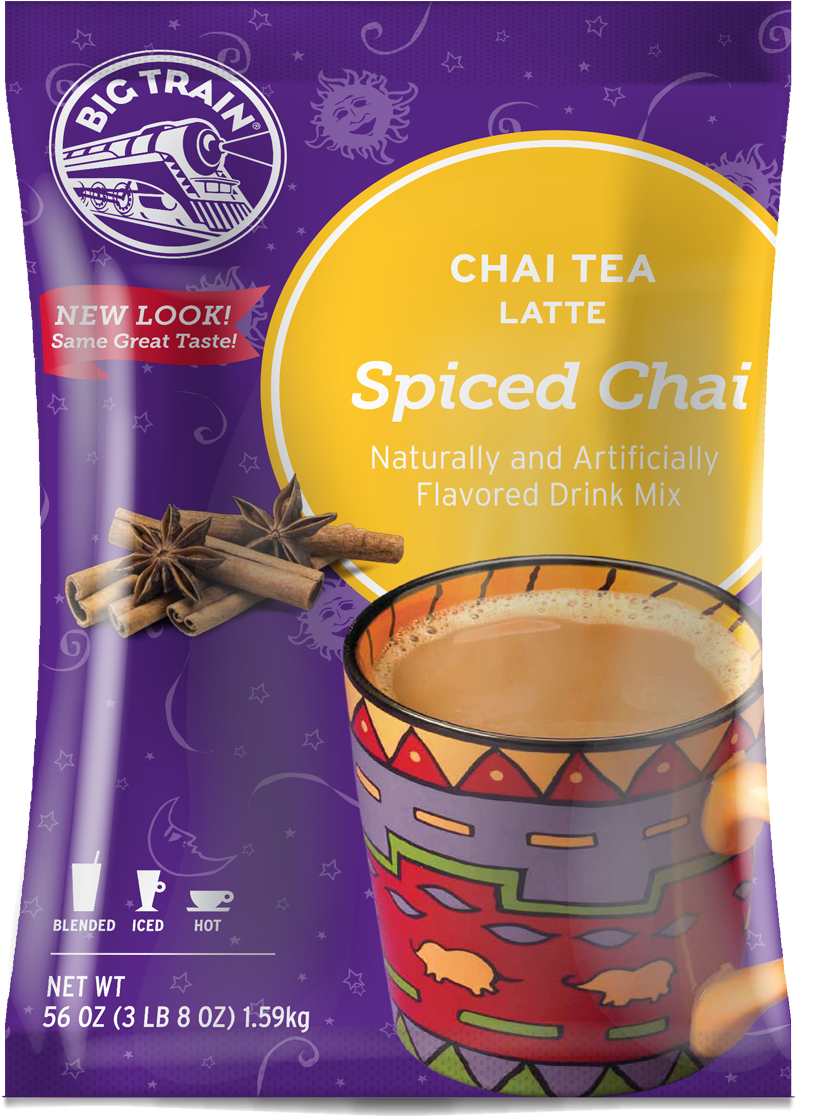 BIG TRAIN®
NEW LOOK!
Same Great Taste!
CHAI TEA
LATTE
Spiced Chai
Naturally and Artificially
Flavored Drink Mix
BLENDED ICED HOT
NET WT
56 OZ (3 LB 8 OZ) 1.59kg